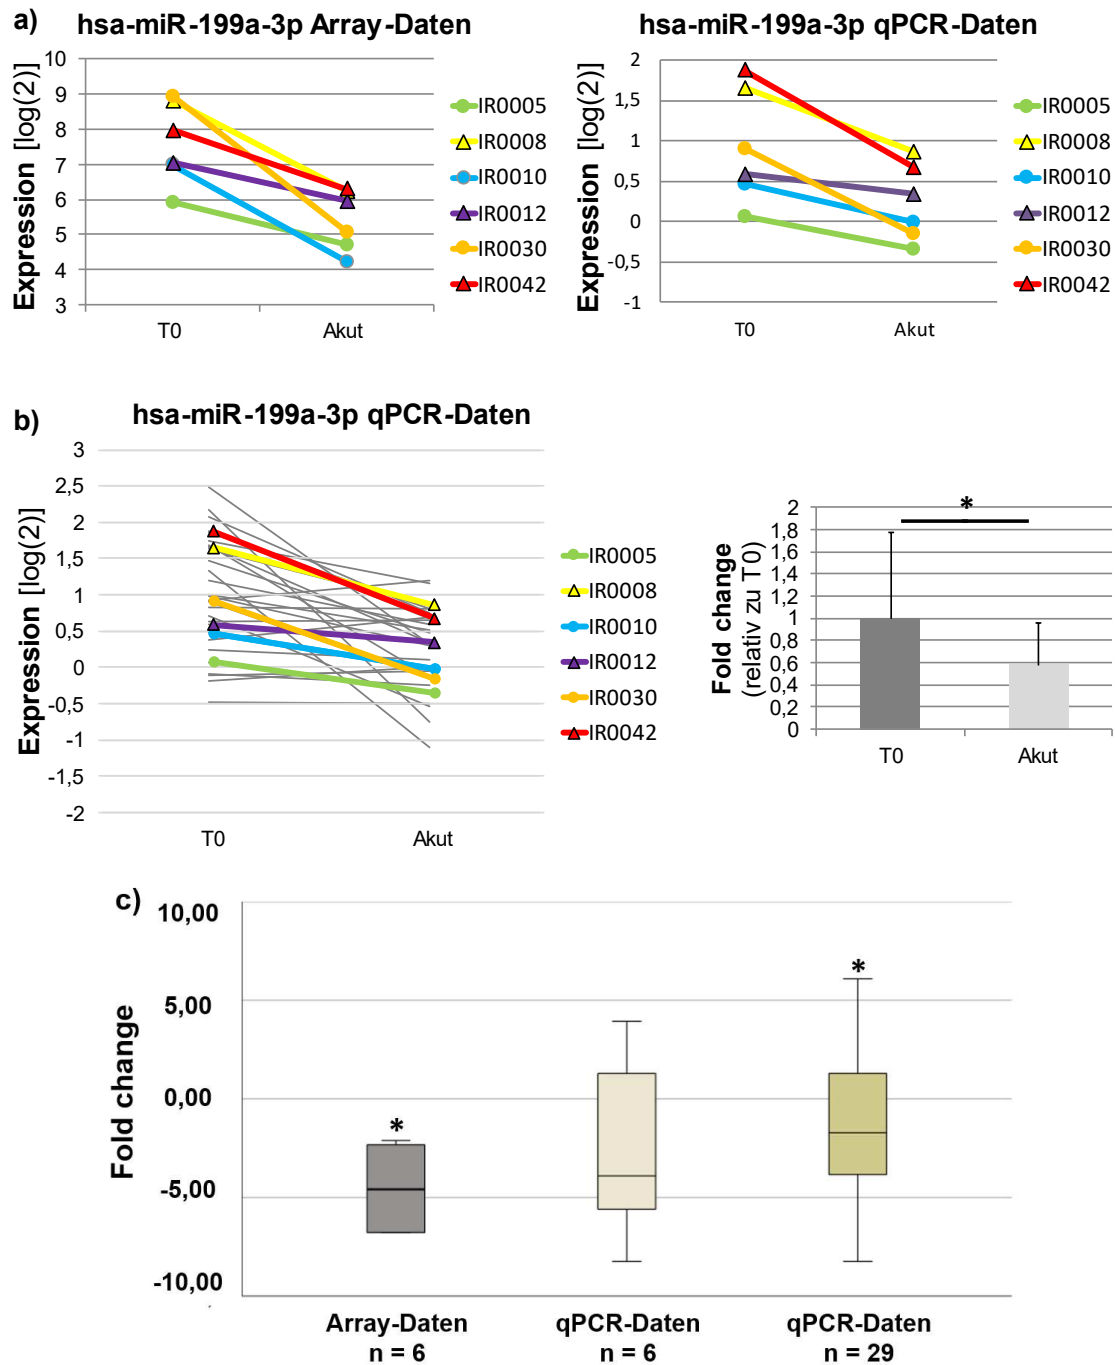 a)
hsa-miR-199a-3p Array-Daten
Expression [log(2)]
10
9
8
7
6
5
4
3
T0
Akut
IR0005
IR0008
IR0010
IR0012
IR0030
IR0042
hsa-miR-199a-3p qPCR-Daten
Expression [log(2)]
2
1,5
1
0,5
0
-0,5
-1
T0
Akut
IR0005
IR0008
IR0010
IR0012
IR0030
IR0042
b)
hsa-miR-199a-3p qPCR-Daten
Expression [log(2)]
3
2,5
2
1,5
1
0,5
0
-0,5
-1
-1,5
-2
T0
Akut
IR0005
IR0008
IR0010
IR0012
IR0030
IR0042
Fold change
(relativ zu T0)
2
1,8
1,6
1,4
1,2
1
0,8
0,6
0,4
0,2
0
*
T0
Akut
c)
Fold change
10,00
5,00
0,00
-5,00
-10,00
*
*
Array-Daten
n = 6
qPCR-Daten
n = 6
qPCR-Daten
n = 29